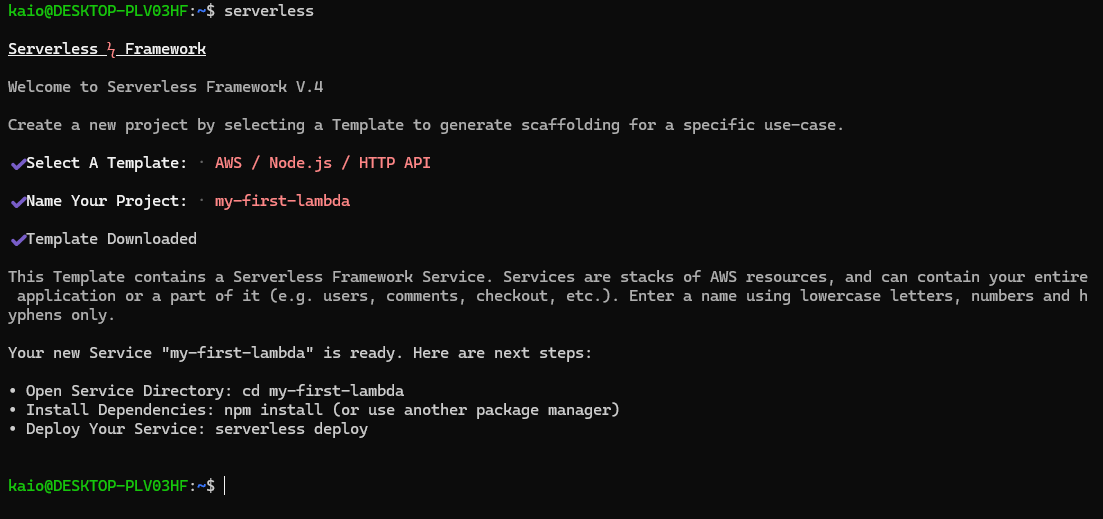 kaio@DESKTOP-PLV03HF:~$ serverless
Serverless ϟ Framework
Welcome to Serverless Framework V.4
Create a new project by selecting a Template to generate scaffolding for a specific use-case.
✔Select A Template: · AWS / Node.js / HTTP API
✔Name Your Project: · my-first-lambda
✔Template Downloaded
This Template contains a Serverless Framework Service. Services are stacks of AWS resources, and can contain your entire
application or a part of it (e.g. users, comments, checkout, etc.). Enter a name using lowercase letters, numbers and h
yphens only.
Your new Service "my-first-lambda" is ready. Here are next steps:
• Open Service Directory: cd my-first-lambda
• Install Dependencies: npm install (or use another package manager)
• Deploy Your Service: serverless deploy
kaio@DESKTOP-PLV03HF:~$